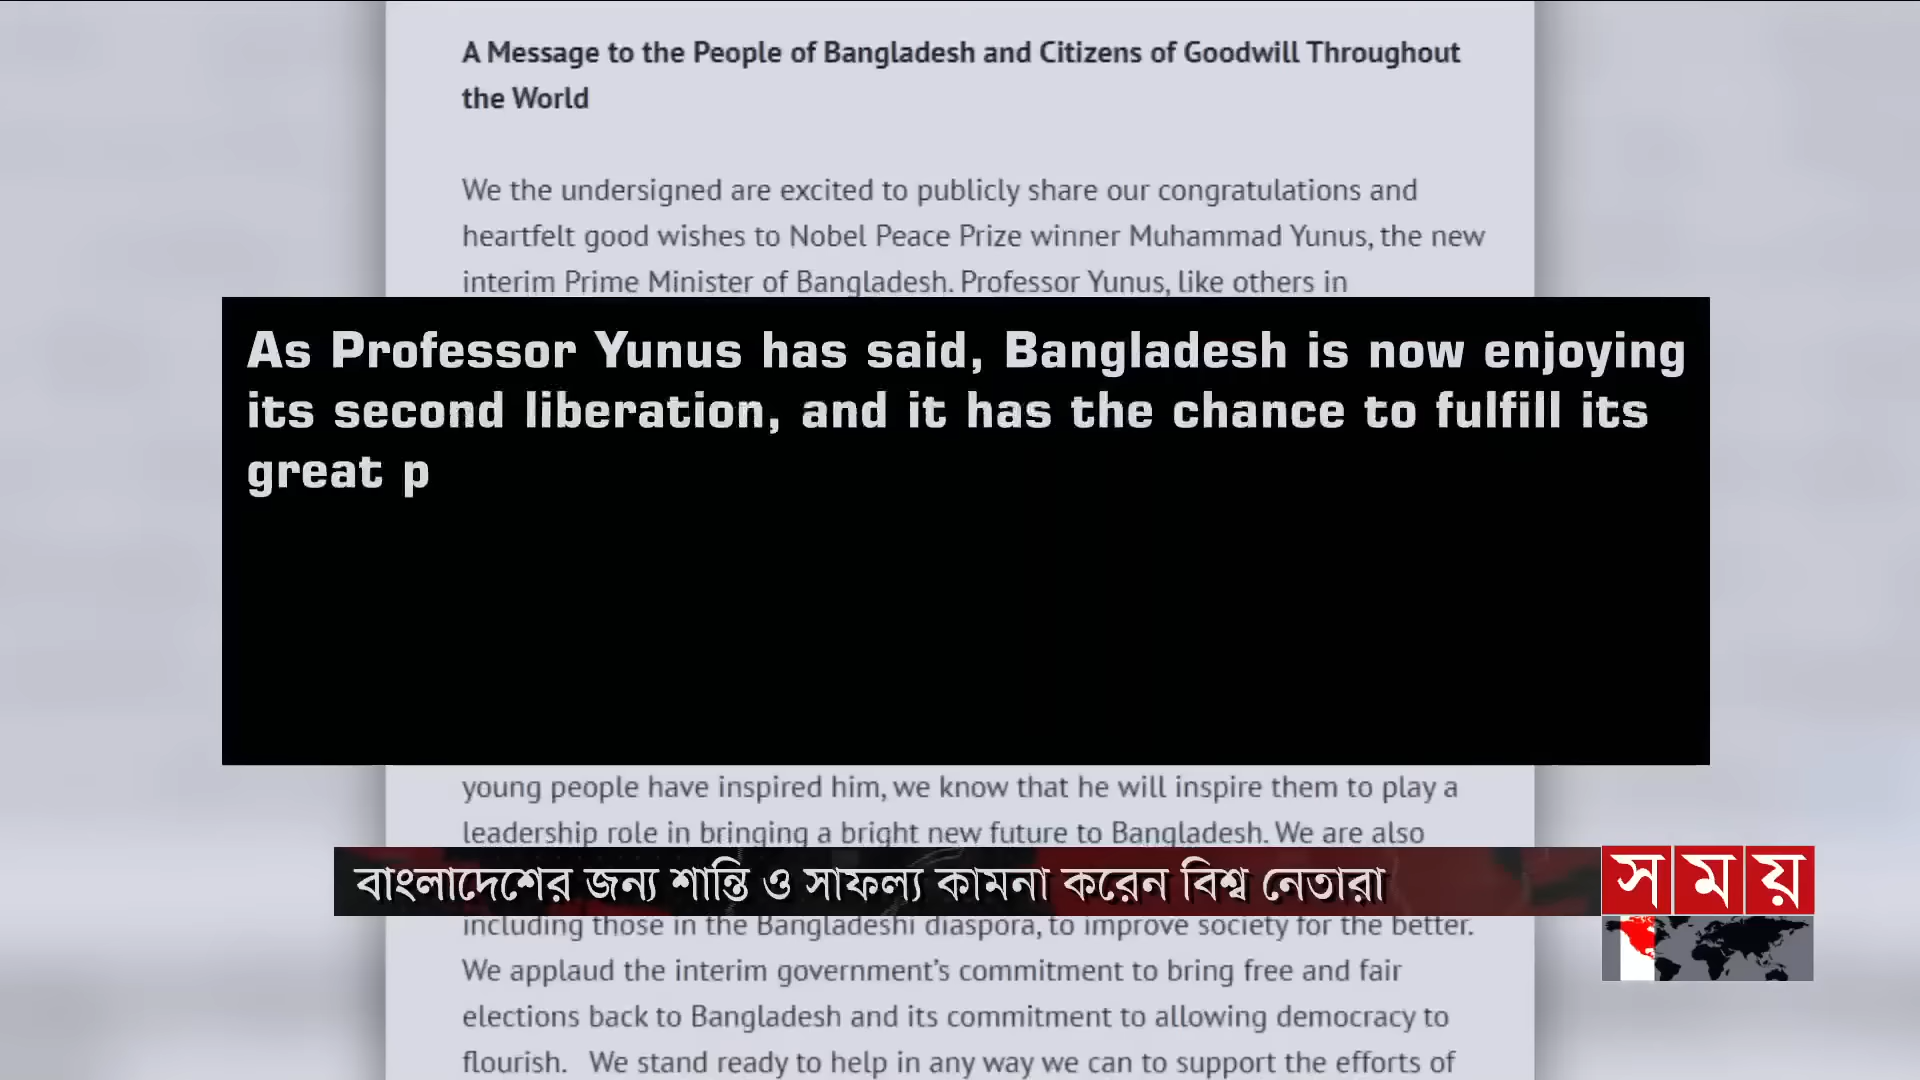 A Message to the People of Bangladesh and Citizens of Goodwill Throughout
the World
We the undersigned are excited to publicly share our congratulations and
heartfelt good wishes to Nobel Peace Prize winner Muhammad Yunus, the new
interim Prime Minister of Bangladesh. Professor Yunus, like others in
As Professor Yunus has said, Bangladesh is now enjoying
its second liberation, and it has the chance to fulfill its
great p
young people have inspired him, we know that he will inspire them to play a
leadership role in bringing a bright new future to Bangladesh. We are also
বাংলাদেশের জন্য শান্তি ও সাফল্য কামনা করেন বিশ্ব নেতারা
সময়
including those in the Bangladeshi diaspora, to improve society for the better.
We applaud the interim government's commitment to bring free and fair
elections back to Bangladesh and its commitment to allowing democracy to
flourish. We stand ready to help in any way we can to support the efforts of